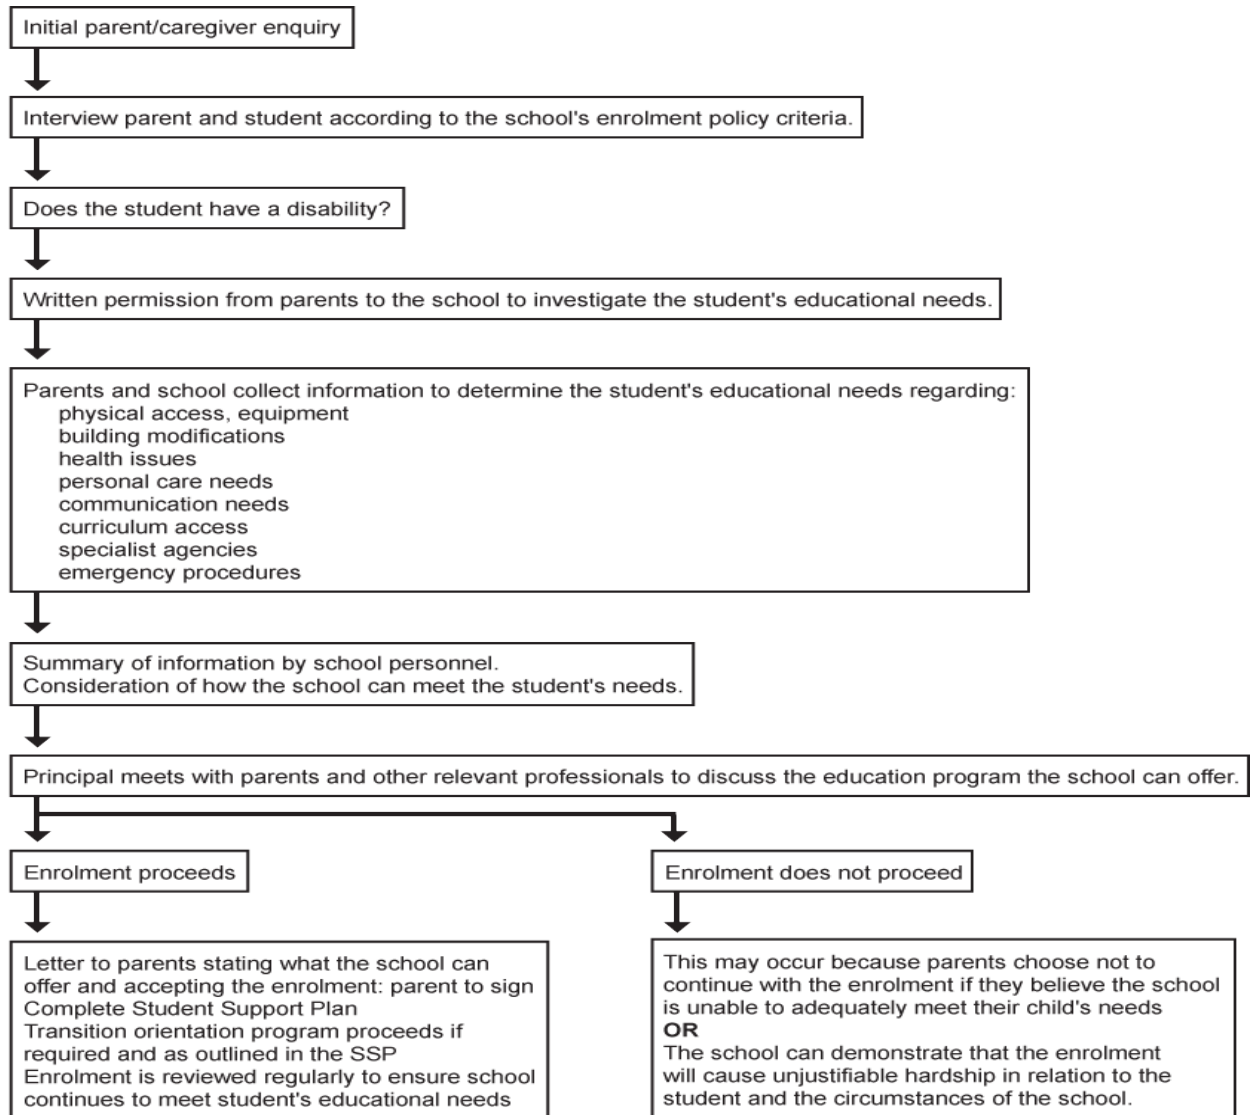 Initial parent/caregiver enquiry
Interview parent and student according to the school's enrolment policy criteria.
Does the student have a disability?
Written permission from parents to the school to investigate the student's educational needs.
Parents and school collect information to determine the student's educational needs regarding:
physical access, equipment
building modifications
health issues
personal care needs
communication needs
curriculum access
specialist agencies
emergency procedures
Summary of information by school personnel.
Consideration of how the school can meet the student's needs.
Principal meets with parents and other relevant professionals to discuss the education program the school can offer.
Enrolment proceeds
Enrolment does not proceed
Letter to parents stating what the school can
offer and accepting the enrolment: parent to sign
Complete Student Support Plan
Transition orientation program proceeds if
required and as outlined in the SSP
Enrolment is reviewed regularly to ensure school
continues to meet student's educational needs
This may occur because parents choose not to
continue with the enrolment if they believe the school
is unable to adequately meet their child's needs
OR
The school can demonstrate that the enrolment
will cause unjustifiable hardship in relation to the
student and the circumstances of the school.